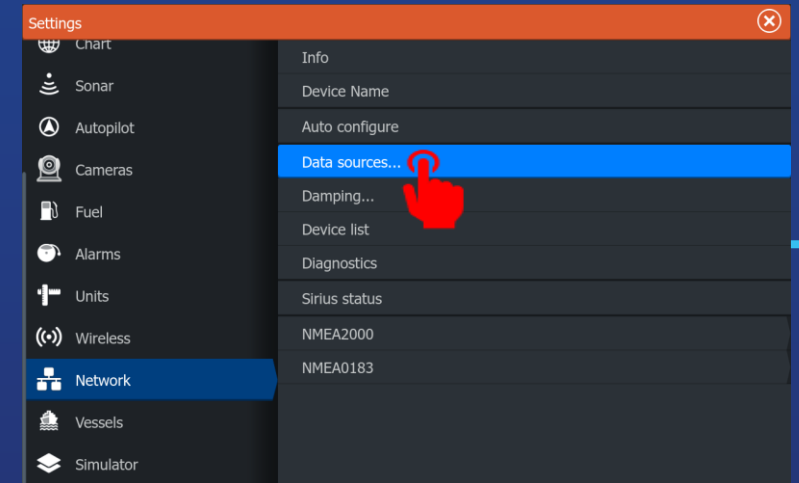 Settings
Chart
Sonar
Autopilot
Cameras
Fuel
Alarms
Units
Wireless
Network
Vessels
Simulator
Info
Device Name
Auto configure
Data sources...
Damping...
Device list
Diagnostics
Sirius status
NMEA2000
NMEA0183